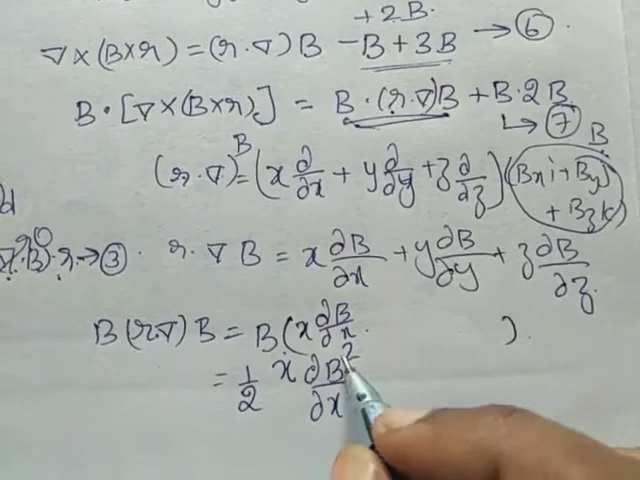 +2B.
∇×(B×r) = (r.∇)B −B + 3B → ⑥.
B•[∇×(B×r)] = B•(r.∇)B + B•2B
↳ ⑦
(r.∇)B = (x ∂/∂x + y ∂/∂y + z ∂/∂z)(Bxi + Byj + Bzk) B
.B).r → ③. r.∇B = x ∂B/∂x + y ∂B/∂y + z ∂B/∂z.
B(r.∇)B = B.(x ∂B/∂x. ).
= 1/2 x ∂B²/∂x